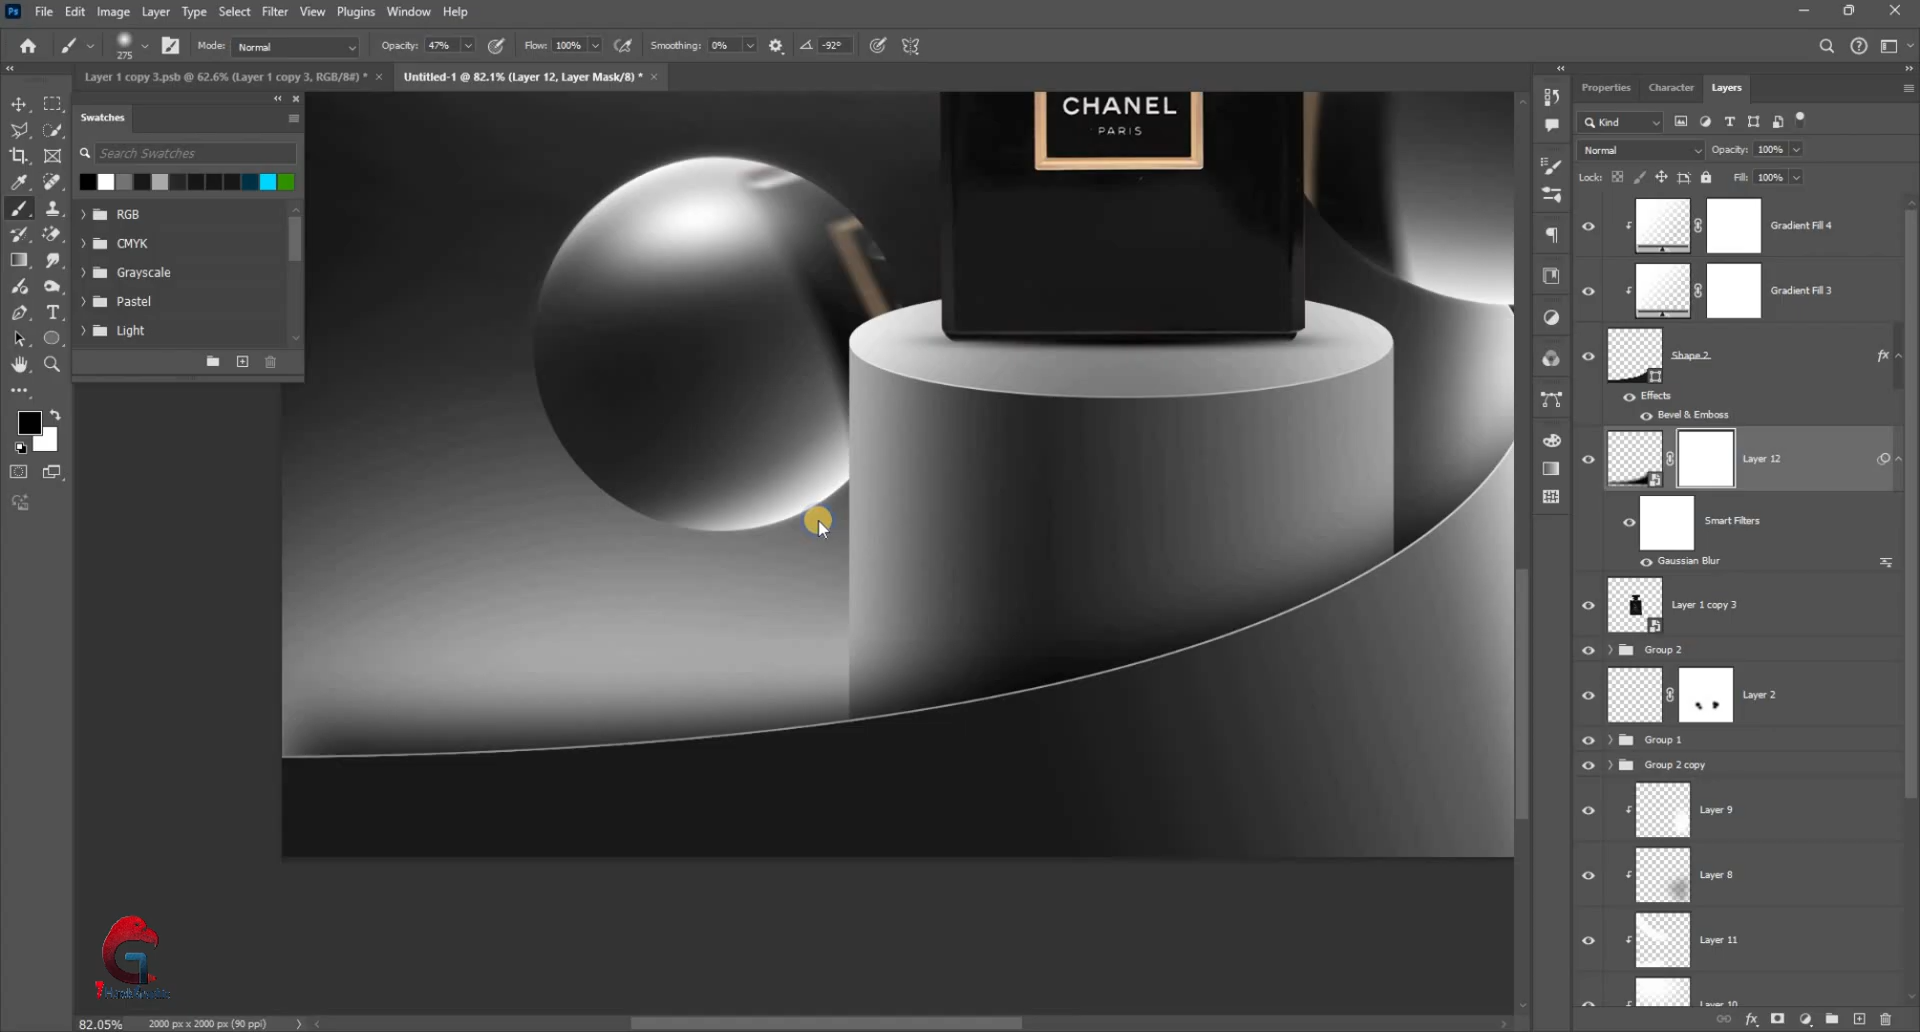 Ps File Edit Image Layer Type Select Filter View Plugins Window Help
275 Mode: Normal Opacity: 47% Flow: 100% Smoothing: 0% -92°
Layer 1 copy 3.psb @ 62.6% (Layer 1 copy 3, RGB/8#) * × Untitled-1 @ 82.1% (Layer 12, Layer Mask/8) * ×
Swatches
Search Swatches
RGB
CMYK
Grayscale
Pastel
Light
CHANEL
PARIS
Properties Character Layers
Kind
Normal Opacity: 100%
Lock: Fill: 100%
Gradient Fill 4
Gradient Fill 3
Shape 2 fx
Effects
Bevel & Emboss
Layer 12
Smart Filters
Gaussian Blur
Layer 1 copy 3
Group 2
Layer 2
Group 1
Group 2 copy
Layer 9
Layer 8
Layer 11
Layer 10
fx
82.05% 2000 px x 2000 px (90 ppi)